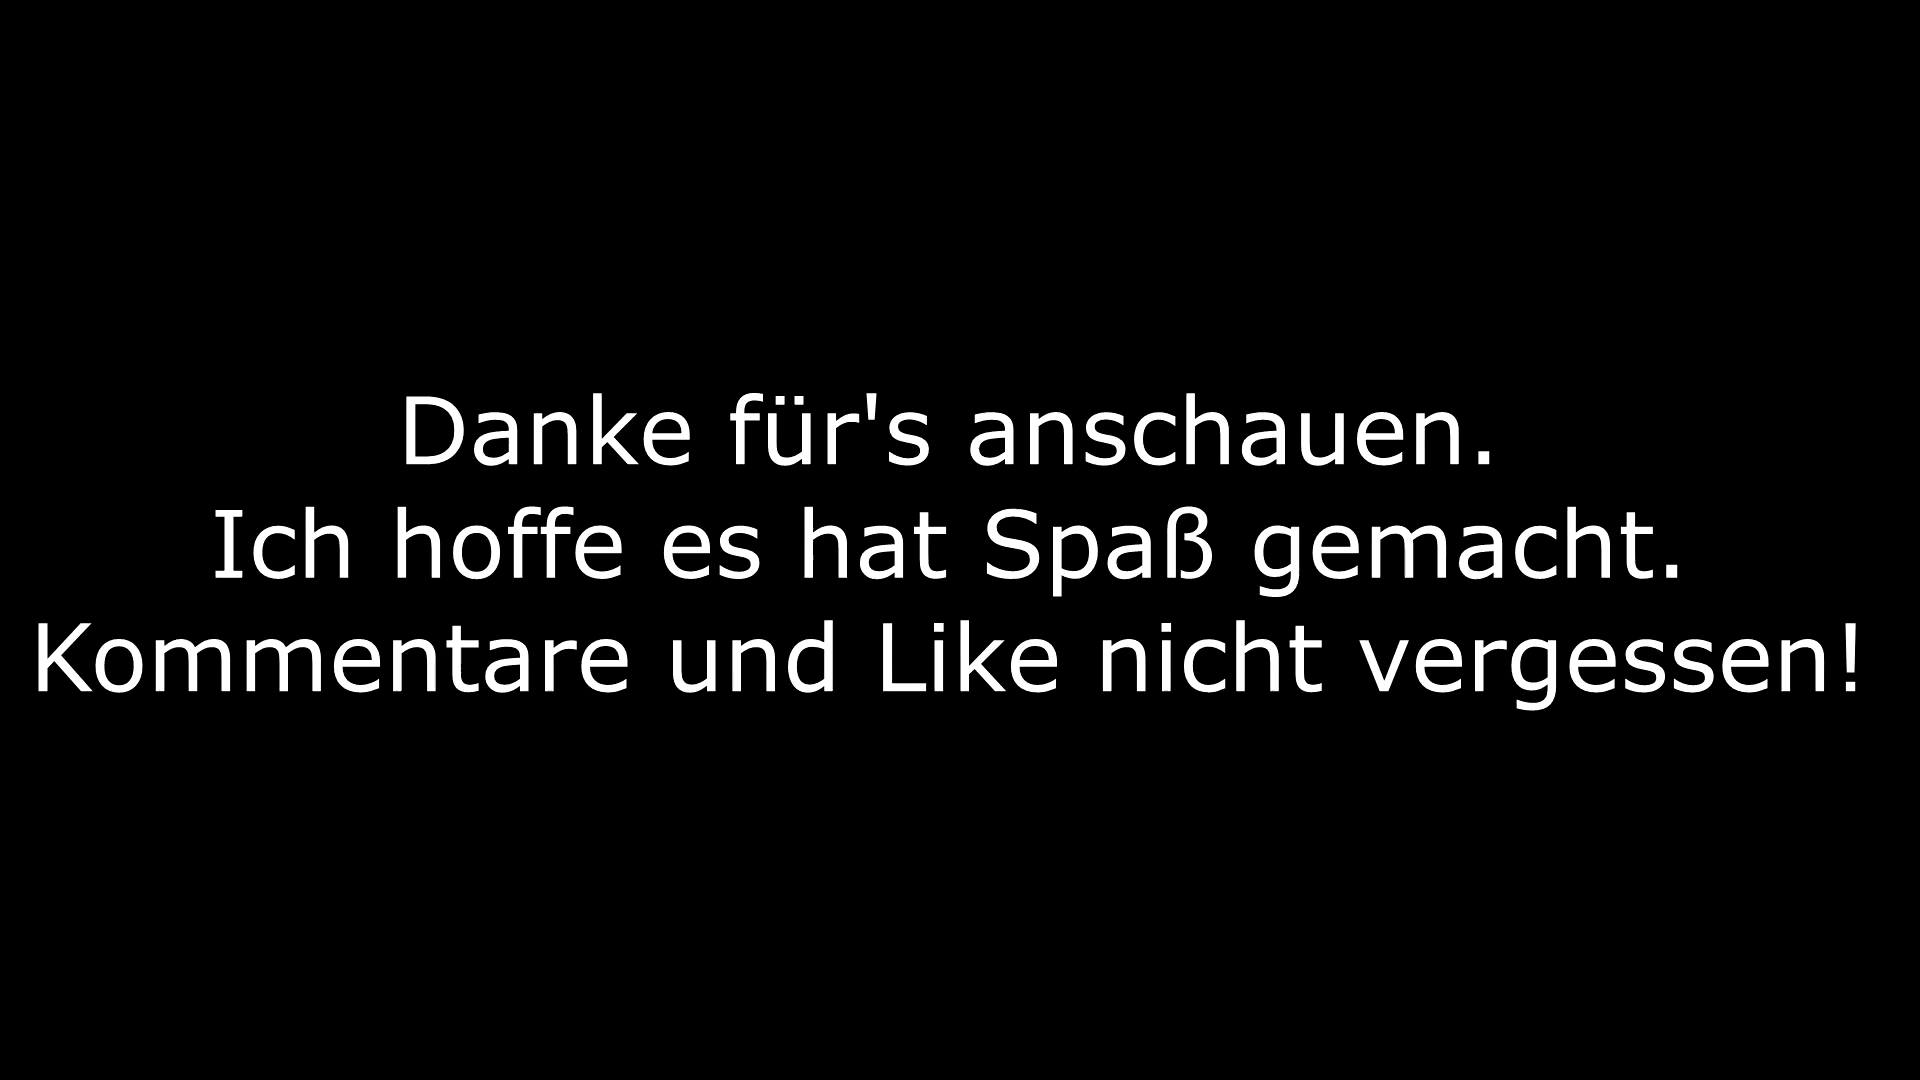 Danke für's anschauen.
Ich hoffe es hat Spaß gemacht.
Kommentare und Like nicht vergessen!